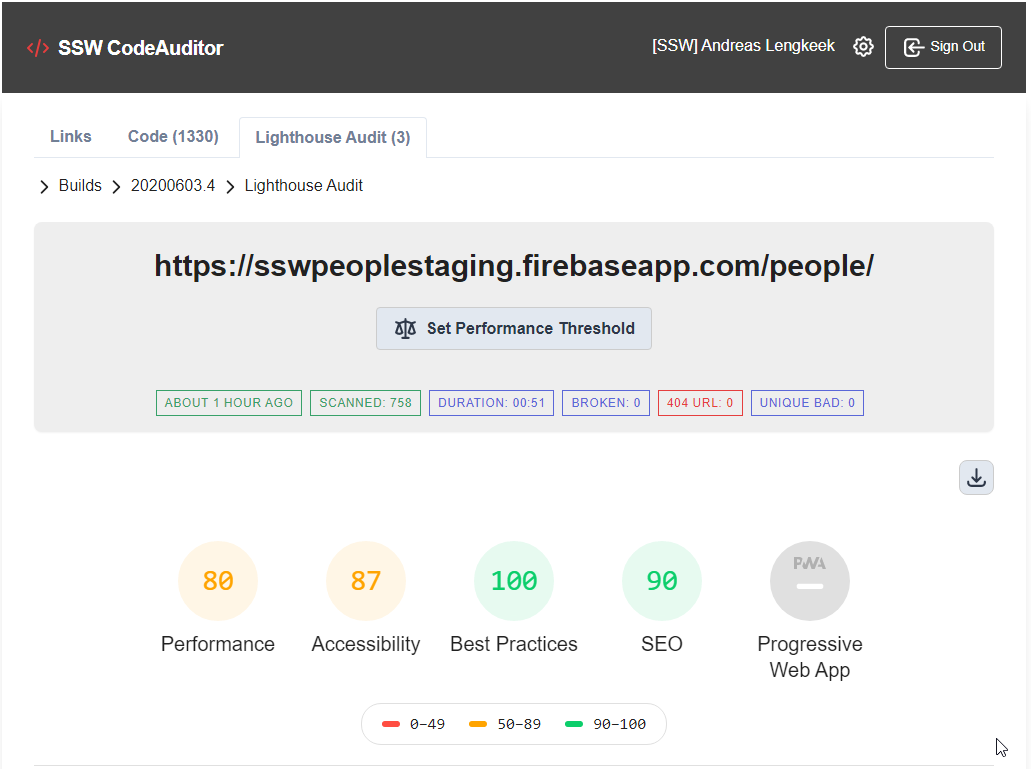 </> SSW CodeAuditor
[SSW] Andreas Lengkeek
Sign Out
Links
Code (1330)
Lighthouse Audit (3)
Builds
20200603.4
Lighthouse Audit
https://sswpeoplestaging.firebaseapp.com/people/
Set Performance Threshold
ABOUT 1 HOUR AGO
SCANNED: 758
DURATION: 00:51
BROKEN: 0
404 URL: 0
UNIQUE BAD: 0
80
87
100
90
PWA
Performance
Accessibility
Best Practices
SEO
Progressive
Web App
0–49
50–89
90–100